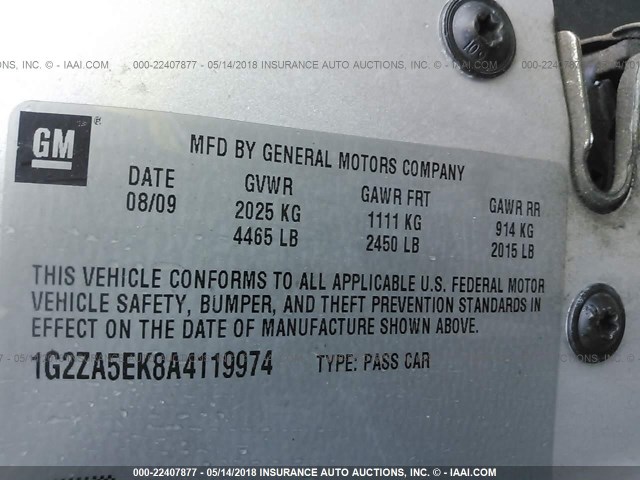 000-22407877 - 05/14/2018 INSURANCE AUTO AUCTIONS, INC. - © - IAAI.COM
GM ®
MFD BY GENERAL MOTORS COMPANY
DATE GVWR GAWR FRT GAWR RR
08/09 2025 KG 1111 KG 914 KG
4465 LB 2450 LB 2015 LB
THIS VEHICLE CONFORMS TO ALL APPLICABLE U.S. FEDERAL MOTOR
VEHICLE SAFETY, BUMPER, AND THEFT PREVENTION STANDARDS IN
EFFECT ON THE DATE OF MANUFACTURE SHOWN ABOVE.
1G2ZA5EK8A4119974 TYPE: PASS CAR
000-22407877 - 05/14/2018 INSURANCE AUTO AUCTIONS, INC. - © - IAAI.COM